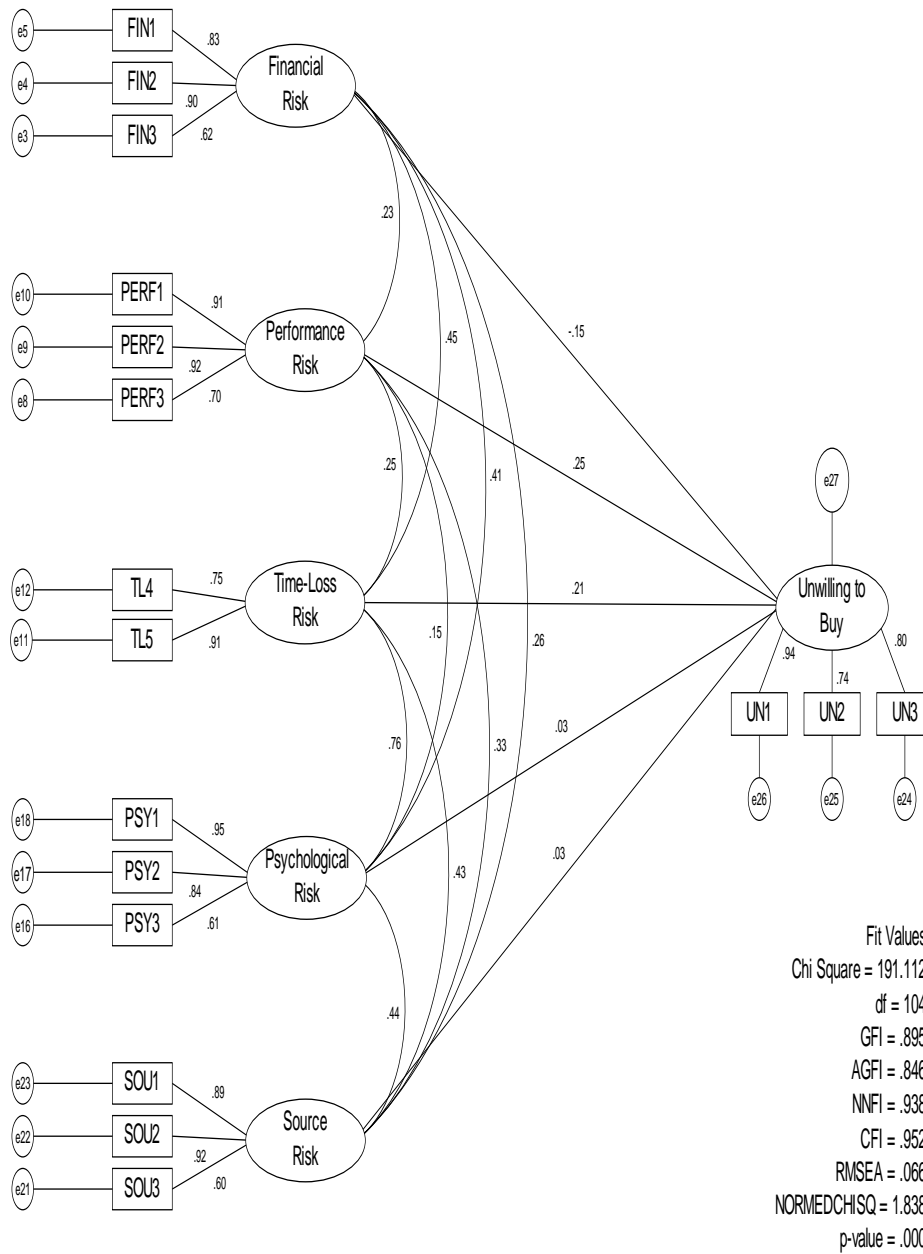 e5
FIN1
.83
e4
FIN2
.90
e3
FIN3
.62
Financial
Risk
.23
e10
PERF1
.91
e9
PERF2
.92
e8
PERF3
.70
Performance
Risk
.45
-.15
.25
.41
.25
e27
e12
TL4
.75
e11
TL5
.91
Time-Loss
Risk
.21
.15
.26
Unwilling to
Buy
.94
.74
.80
UN1
UN2
UN3
e26
e25
e24
.76
.33
.03
e18
PSY1
.95
e17
PSY2
.84
e16
PSY3
.61
Psychological
Risk
.43
.03
.44
e23
SOU1
.89
e22
SOU2
.92
e21
SOU3
.60
Source
Risk
Fit Values
Chi Square = 191.112
df = 104
GFI = .895
AGFI = .846
NNFI = .938
CFI = .952
RMSEA = .066
NORMEDCHISQ = 1.838
p-value = .000